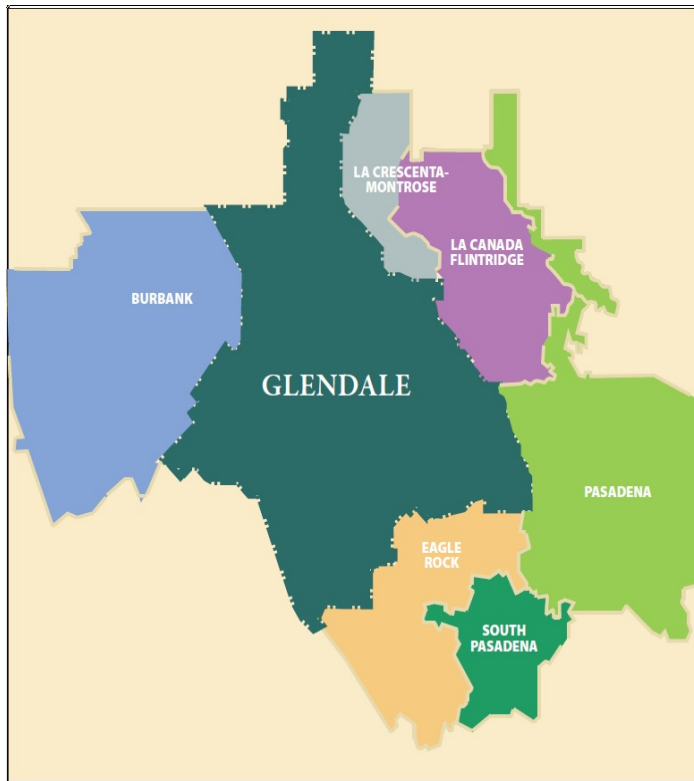 LA CRESCENTA-
MONTROSE
LA CANADA
FLINTRIDGE
BURBANK
GLENDALE
PASADENA
EAGLE
ROCK
SOUTH
PASADENA